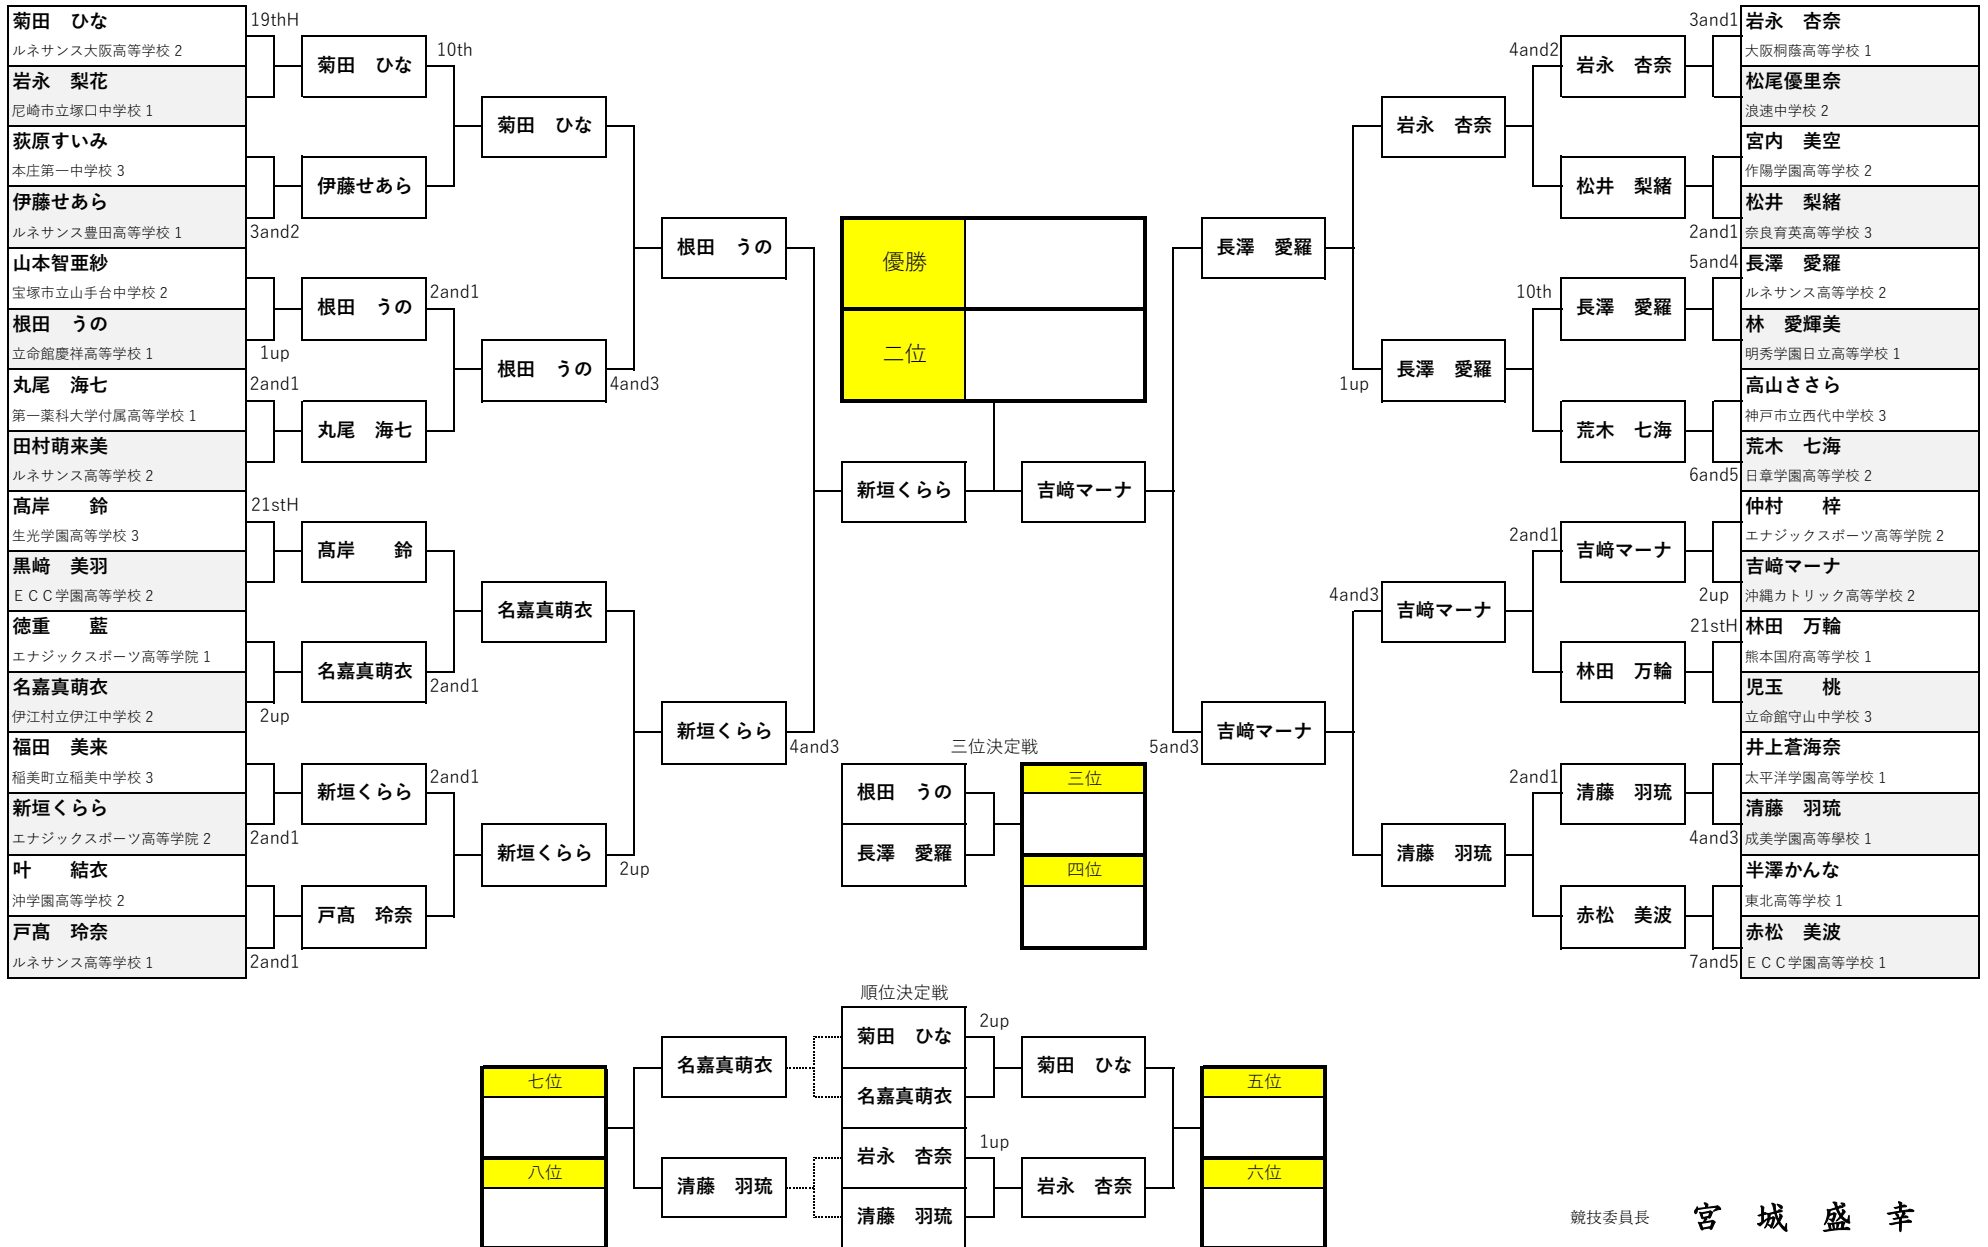 菊田　ひな
ルネサンス大阪高等学校 2
岩永　梨花
尼崎市立塚口中学校 1
荻原すいみ
本庄第一中学校 3
伊藤せあら
ルネサンス豊田高等学校 1
山本智亜紗
宝塚市立山手台中学校 2
根田　うの
立命館慶祥高等学校 1
丸尾　海七
第一薬科大学付属高等学校 1
田村萌来美
ルネサンス高等学校 2
髙岸　　鈴
生光学園高等学校 3
黒﨑　美羽
ＥＣＣ学園高等学校 2
徳重　　藍
エナジックスポーツ高等学院 1
名嘉真萌衣
伊江村立伊江中学校 2
福田　美来
稲美町立稲美中学校 3
新垣くらら
エナジックスポーツ高等学院 2
叶　　結衣
沖学園高等学校 2
戸髙　玲奈
ルネサンス高等学校 1
19thH
3and2
1up
2and1
21stH
2up
2and1
2and1
菊田　ひな
伊藤せあら
根田　うの
丸尾　海七
髙岸　　鈴
名嘉真萌衣
新垣くらら
戸髙　玲奈
10th
2and1
2and1
2and1
菊田　ひな
根田　うの
名嘉真萌衣
新垣くらら
4and3
2up
根田　うの
新垣くらら
4and3
優勝
二位
新垣くらら
吉﨑マーナ
三位決定戦
根田　うの
長澤　愛羅
三位
四位
5and3
長澤　愛羅
吉﨑マーナ
1up
4and3
岩永　杏奈
長澤　愛羅
吉﨑マーナ
清藤　羽琉
4and2
10th
2and1
2and1
岩永　杏奈
松井　梨緒
長澤　愛羅
荒木　七海
吉﨑マーナ
林田　万輪
清藤　羽琉
赤松　美波
3and1
2and1
5and4
6and5
2up
21stH
4and3
7and5
岩永　杏奈
大阪桐蔭高等学校 1
松尾優里奈
浪速中学校 2
宮内　美空
作陽学園高等学校 2
松井　梨緒
奈良育英高等学校 3
長澤　愛羅
ルネサンス高等学校 2
林　愛輝美
明秀学園日立高等学校 1
高山ささら
神戸市立西代中学校 3
荒木　七海
日章学園高等学校 2
仲村　　梓
エナジックスポーツ高等学院 2
吉﨑マーナ
沖縄カトリック高等学校 2
林田　万輪
熊本国府高等学校 1
児玉　　桃
立命館守山中学校 3
井上蒼海奈
太平洋学園高等学校 1
清藤　羽琉
成美学園高等學校 1
半澤かんな
東北高等学校 1
赤松　美波
ＥＣＣ学園高等学校 1
順位決定戦
菊田　ひな
名嘉真萌衣
岩永　杏奈
清藤　羽琉
2up
1up
名嘉真萌衣
清藤　羽琉
菊田　ひな
岩永　杏奈
七位
八位
五位
六位
競技委員長　宮　城　盛　幸